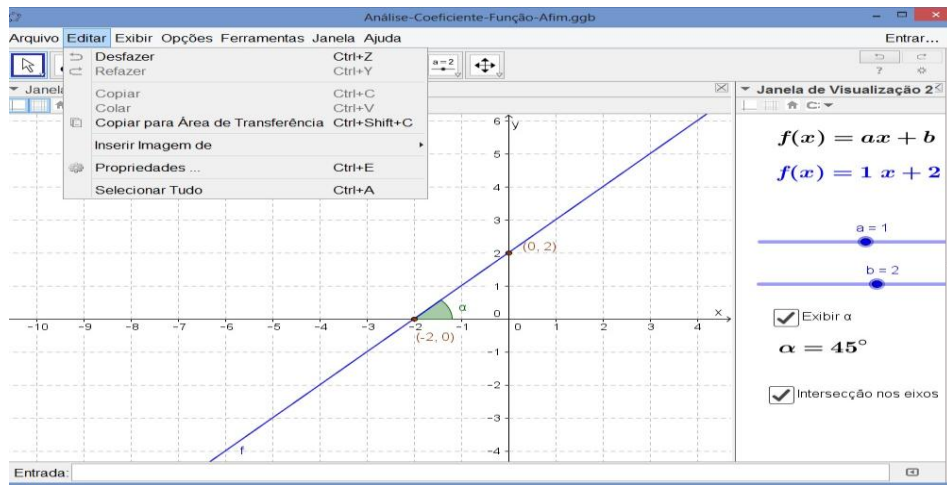 Análise-Coeficiente-Função-Afim.ggb
Arquivo Editar Exibir Opções Ferramentas Janela Ajuda Entrar...
Desfazer Ctrl+Z
Refazer Ctrl+Y
Copiar Ctrl+C
Colar Ctrl+V
Copiar para Área de Transferência Ctrl+Shift+C
Inserir Imagem de
Propriedades ... Ctrl+E
Selecionar Tudo Ctrl+A
a=2
?
Janela de Visualização 2
f(x) = ax + b
f(x) = 1 x + 2
a = 1
b = 2
Exibir α
α = 45°
Intersecção nos eixos
y
6
5
4
3
2
(0, 2)
1
α
0
x
-10 -9 -8 -7 -6 -5 -4 -3 -2 -1 0 1 2 3 4
(-2, 0)
-1
-2
-3
-4
f
Entrada: